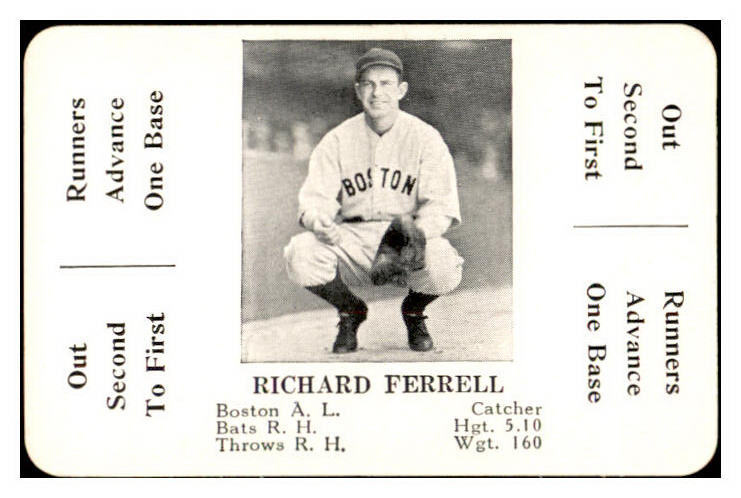 Runners
Advance
One Base
Out
Second
To First
BOSTON
RICHARD FERRELL
Boston A. L.
Bats R. H.
Throws R. H.
Catcher
Hgt. 5.10
Wgt. 160
Out
Second
To First
Runners
Advance
One Base